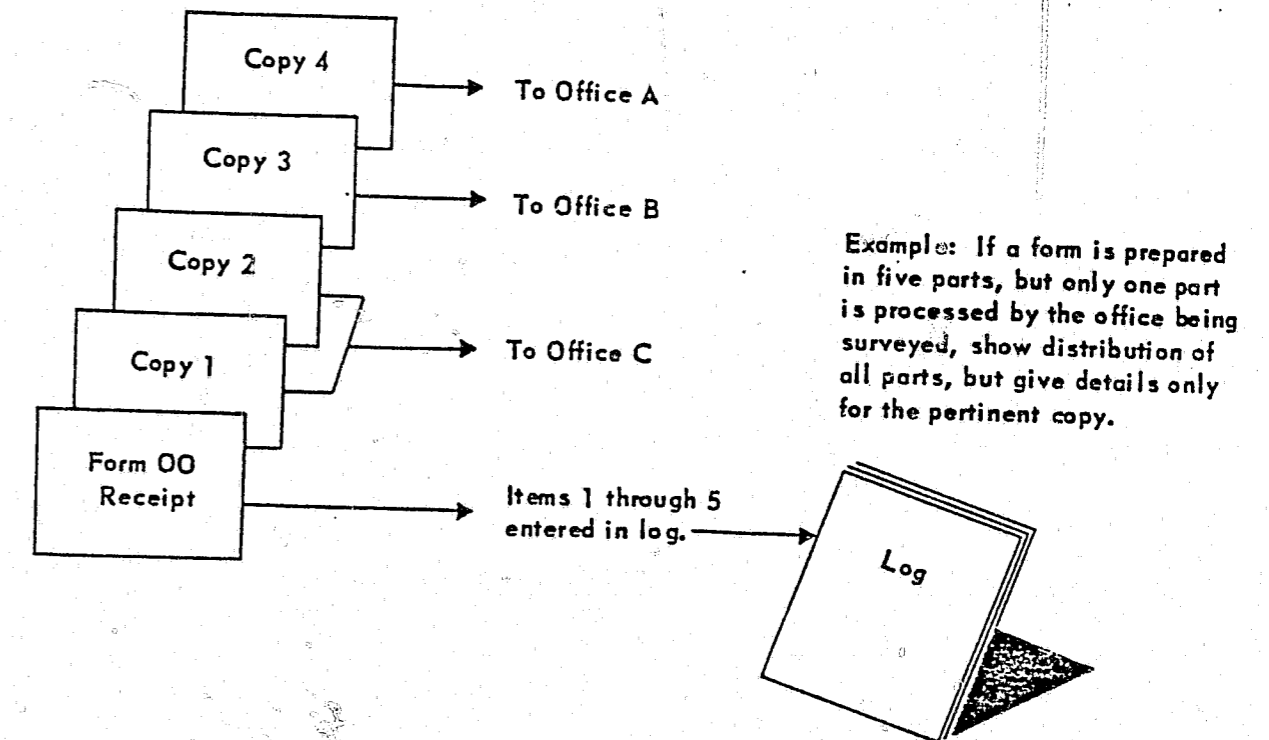 Copy 4
To Office A
Copy 3
To Office B
Copy 2
Copy 1
To Office C
Form OO
Receipt
Items 1 through 5
entered in log.
Example: If a form is prepared
in five parts, but only one part
is processed by the office being
surveyed, show distribution of
all parts, but give details only
for the pertinent copy.
Log